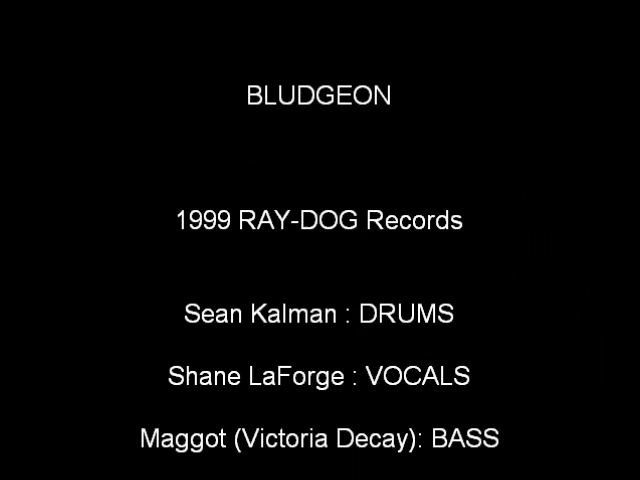 BLUDGEON
1999 RAY-DOG Records
Sean Kalman : DRUMS
Shane LaForge : VOCALS
Maggot (Victoria Decay): BASS